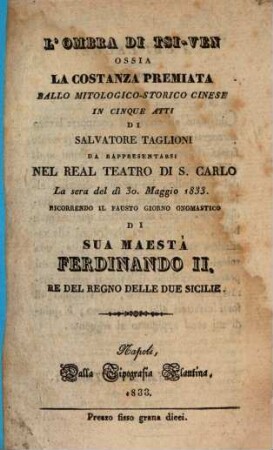 L'OMBRA DI TSI-VEN
OSSIA
LA COSTANZA PREMIATA
BALLO MITOLOGICO-STORICO CINESE
IN CINQUE ATTI
DI
SALVATORE TAGLIONI
DA RAPPRESENTARSI
NEL REAL TEATRO DI S. CARLO
La sera del dì 30. Maggio 1833.
RICORRENDO IL FAUSTO GIORNO ONOMASTICO
DI
SUA MAESTÀ
FERDINANDO II.
RE DEL REGNO DELLE DUE SICILIE.
Napoli,
Dalla Tipografia Flautina,
1833.
Prezzo fisso grana dieci.